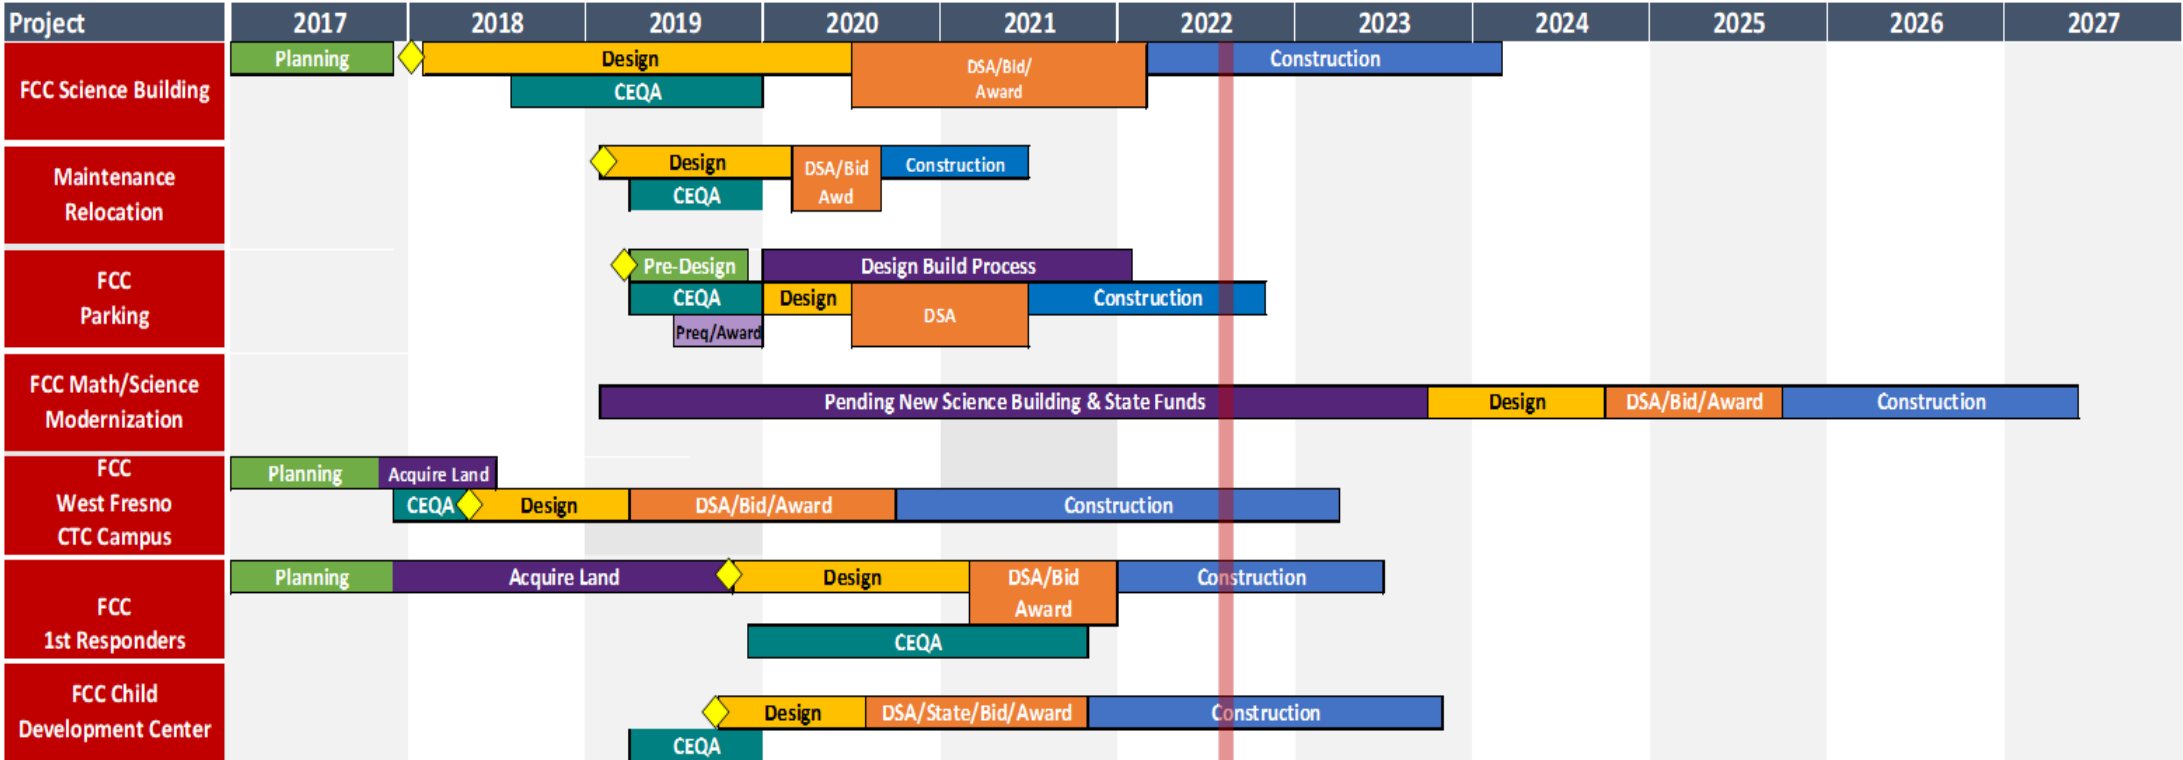 Project 2017 2018 2019 2020 2021 2022 2023 2024 2025 2026 2027
FCC Science Building
Planning Design Construction
DSA/Bid/
Award
CEQA
Maintenance
Relocation
Design DSA/Bid Construction
Awd
CEQA
FCC
Parking
Pre-Design Design Build Process
CEQA Design DSA Construction
Preq/Award
FCC Math/Science
Modernization
Pending New Science Building & State Funds Design DSA/Bid/Award Construction
FCC
West Fresno
CTC Campus
Planning Acquire Land
CEQA Design DSA/Bid/Award Construction
FCC
1st Responders
Planning Acquire Land Design DSA/Bid Construction
Award
CEQA
FCC Child
Development Center
Design DSA/State/Bid/Award Construction
CEQA